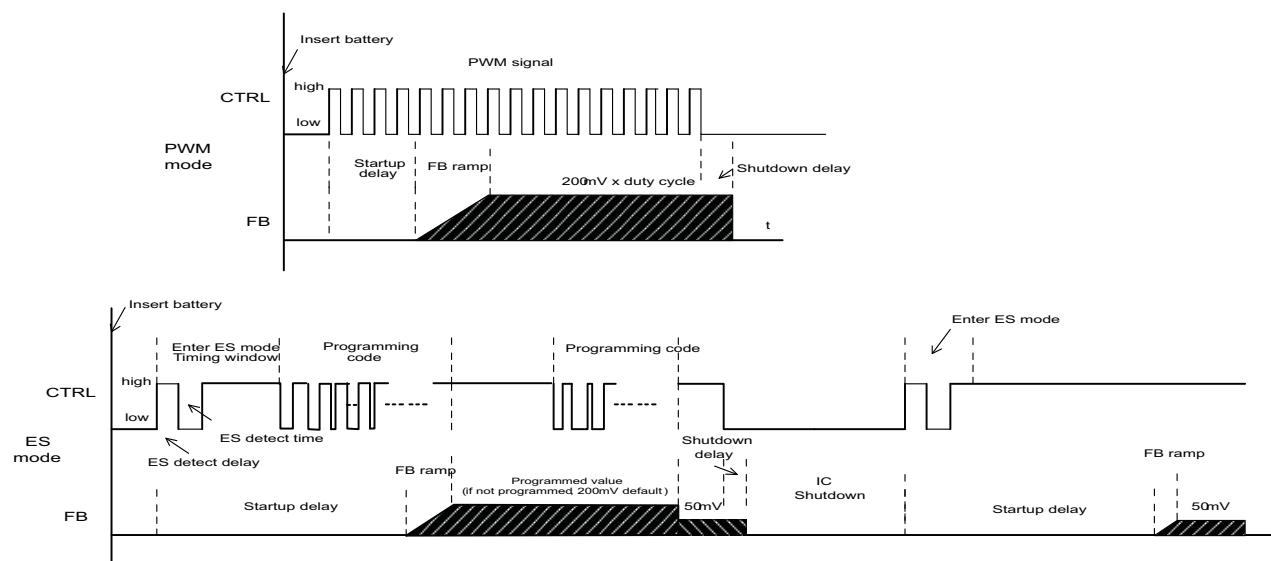 Insert battery
PWM signal
high
CTRL
low
PWM
mode
Startup
delay
FB ramp
Shutdown delay
200mV x duty cycle
FB
t
Insert battery
Enter ES mode
Enter ES mode
Timing window
Programming
code
Programming code
high
CTRL
low
ES
mode
ES detect time
ES detect delay
Shutdown
delay
FB ramp
FB ramp
Programmed value
(if not programmed, 200mV default )
IC
Shutdown
50mV
50mV
Startup delay
Startup delay
FB